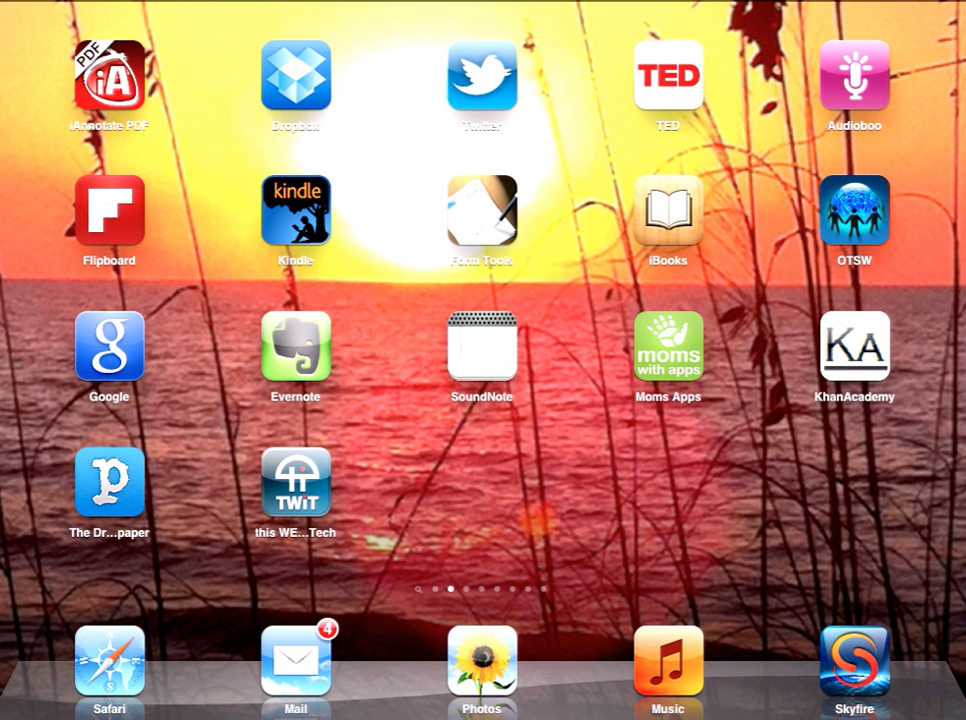 PDF
iA
iAnnotate PDF
Dropbox
Twitter
TED
TED
Audioboo
Flipboard
kindle
Kindle
Form Tools
iBooks
OTSW
g
Google
Evernote
SoundNote
moms
with apps
Moms Apps
KA
KhanAcademy
p
The Dr...paper
TWiT
this WE...Tech
4
Safari
Mail
Photos
Music
S
Skyfire